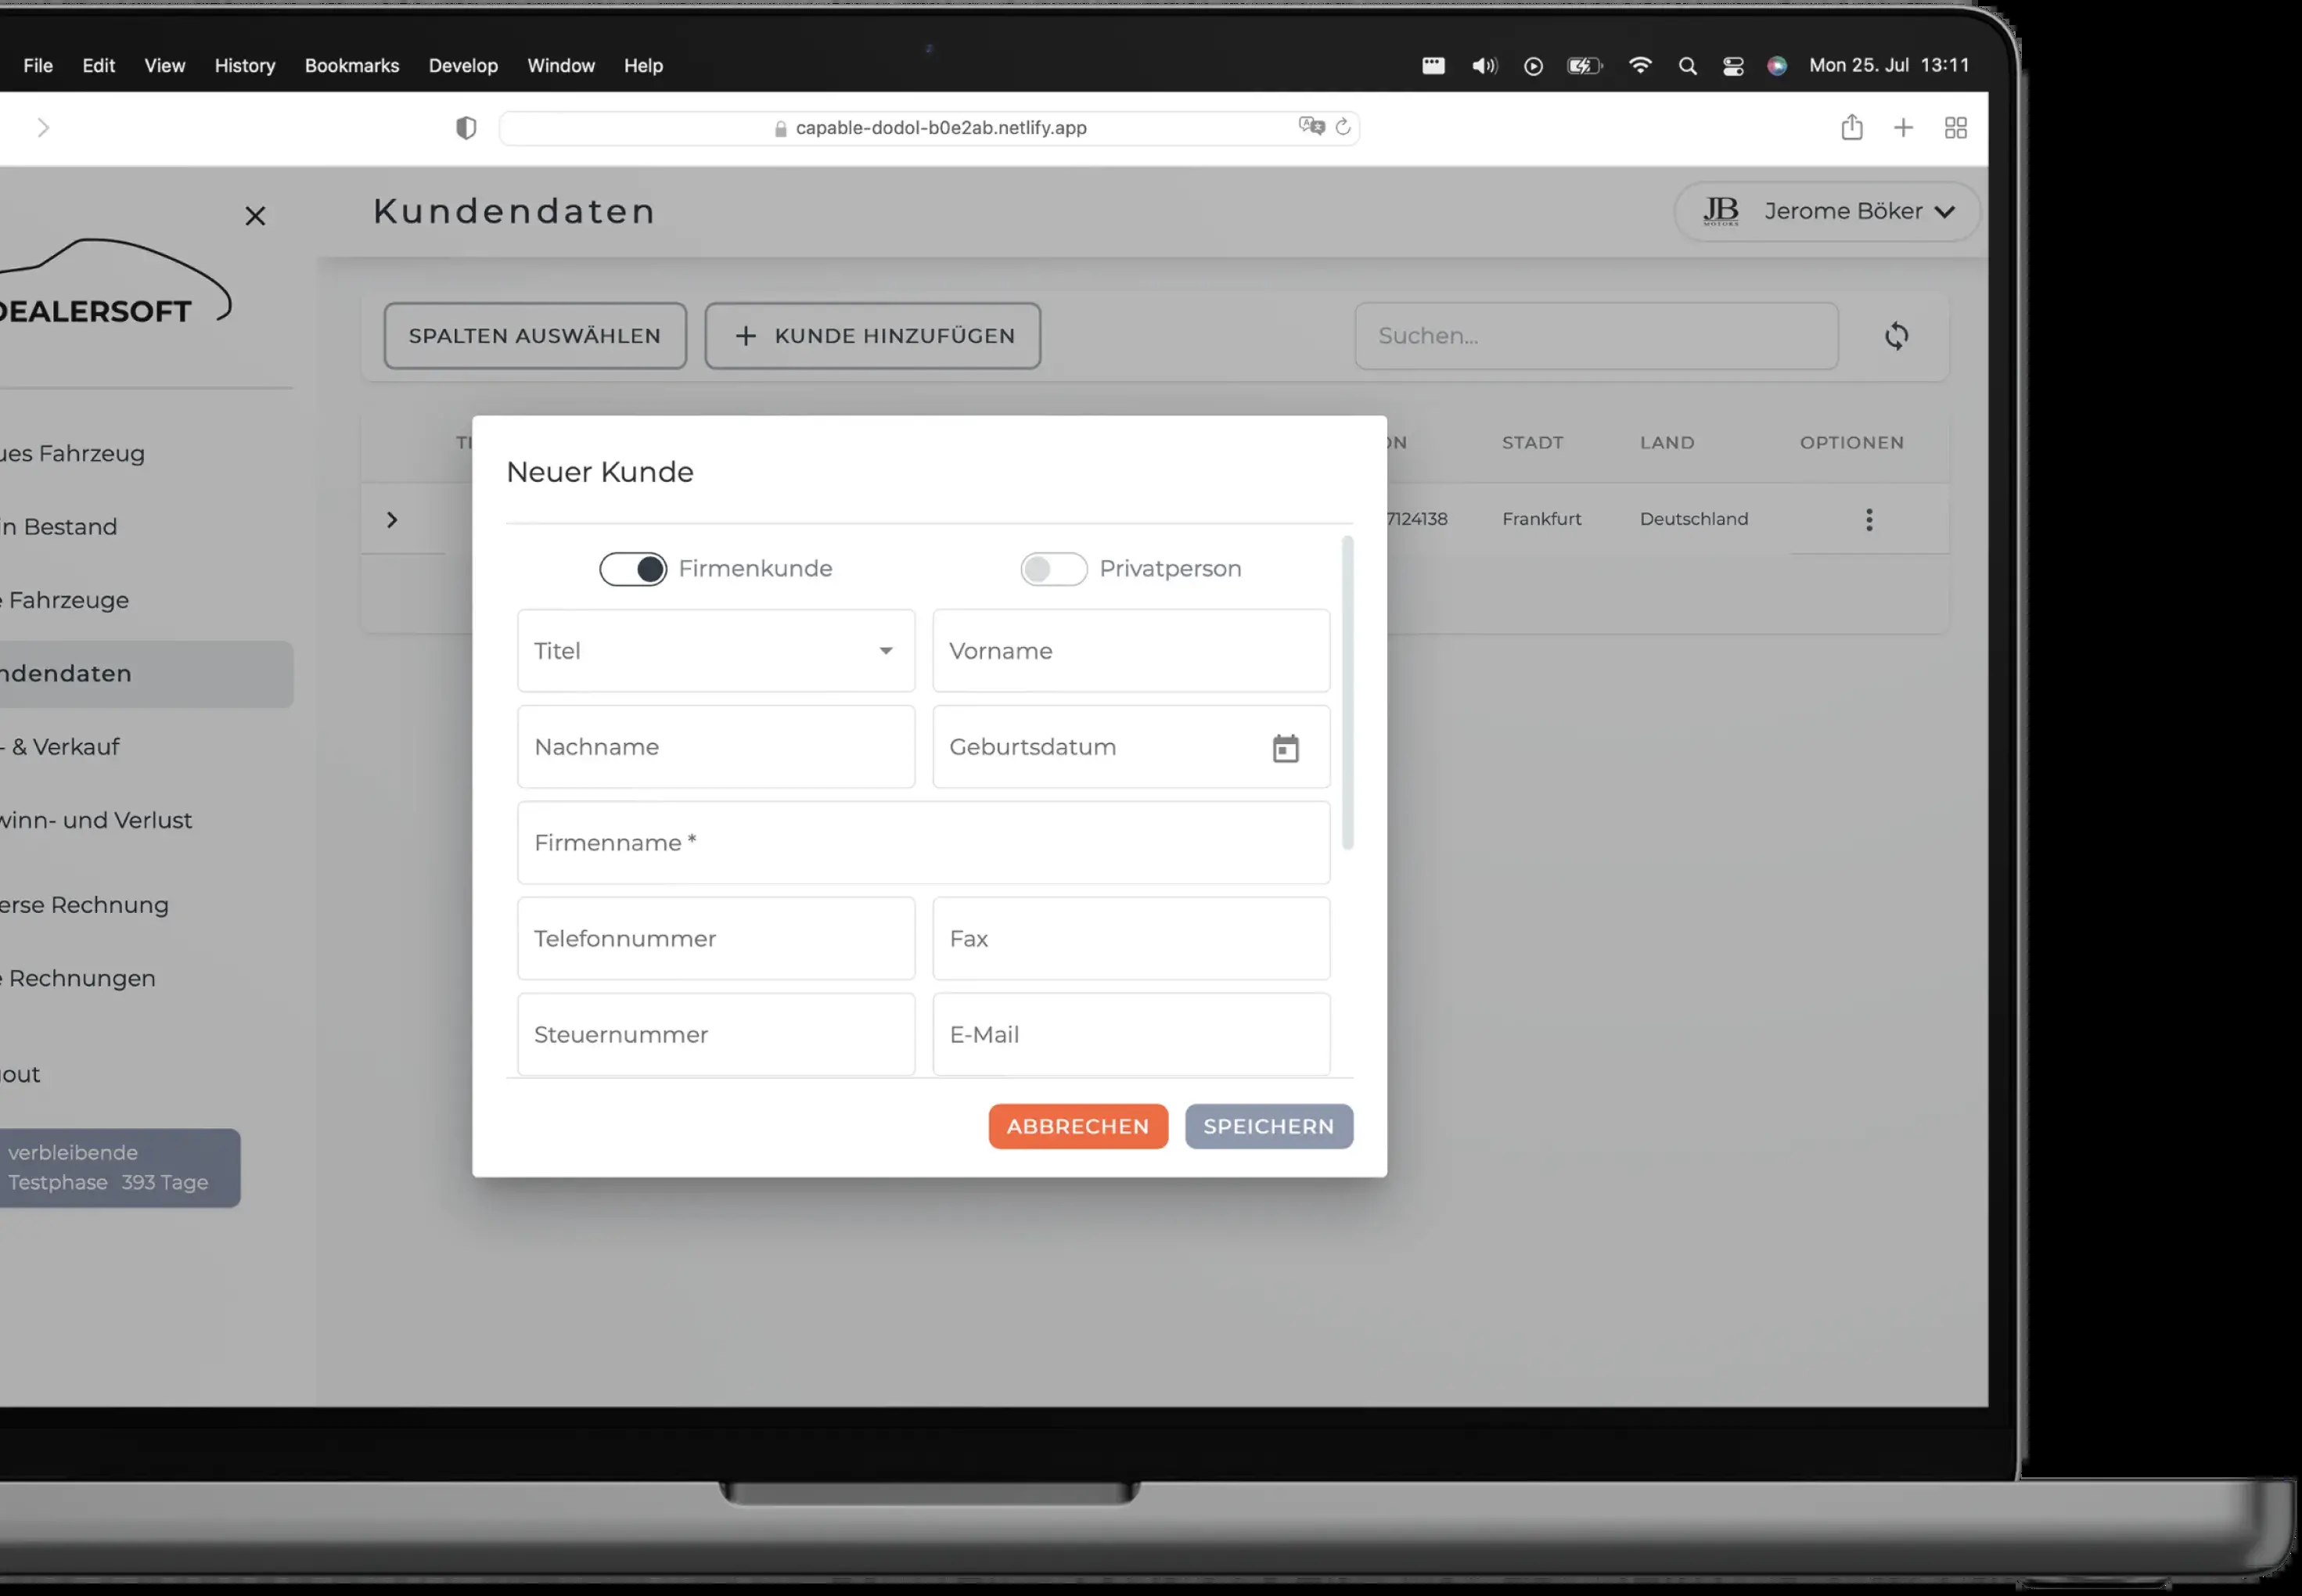 File Edit View History Bookmarks Develop Window Help Mon 25. Jul 13:11
capable-dodol-b0e2ab.netlify.app
Kundendaten
JB MOTORS Jerome Böker
DEALERSOFT
SPALTEN AUSWÄHLEN
+ KUNDE HINZUFÜGEN
Suchen...
STADT LAND OPTIONEN
7124138 Frankfurt Deutschland
ues Fahrzeug
in Bestand
e Fahrzeuge
ndendaten
- & Verkauf
winn- und Verlust
erse Rechnung
e Rechnungen
out
verbleibende
Testphase 393 Tage
Neuer Kunde
Firmenkunde Privatperson
Titel Vorname
Nachname Geburtsdatum
Firmenname *
Telefonnummer Fax
Steuernummer E-Mail
ABBRECHEN SPEICHERN